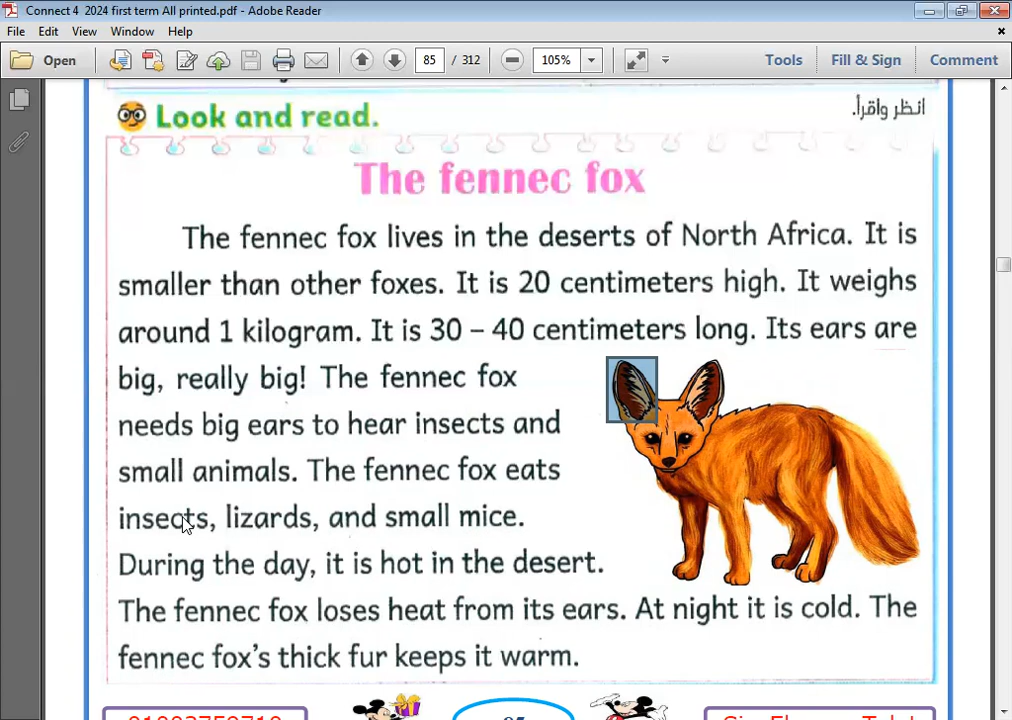 Connect 4 2024 first term All printed.pdf - Adobe Reader
File Edit View Window Help
Open 85 / 312 105% Tools Fill & Sign Comment
Look and read.
انظر واقرأ.
The fennec fox
The fennec fox lives in the deserts of North Africa. It is
smaller than other foxes. It is 20 centimeters high. It weighs
around 1 kilogram. It is 30 – 40 centimeters long. Its ears are
big, really big! The fennec fox
needs big ears to hear insects and
small animals. The fennec fox eats
insects, lizards, and small mice.
During the day, it is hot in the desert.
The fennec fox loses heat from its ears. At night it is cold. The
fennec fox's thick fur keeps it warm.